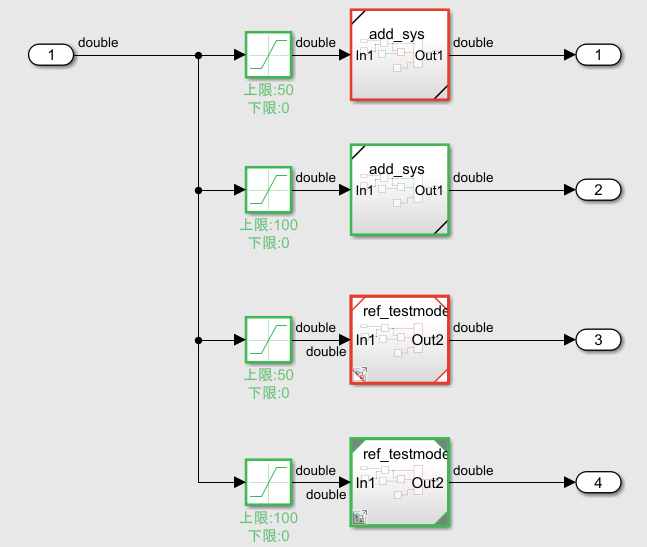 1 double double add_sys In1 Out1 double 1
上限:50
下限:0
double add_sys In1 Out1 double 2
上限:100
下限:0
double double ref_testmode In1 Out2 double 3
上限:50
下限:0
double double ref_testmode In1 Out2 double 4
上限:100
下限:0